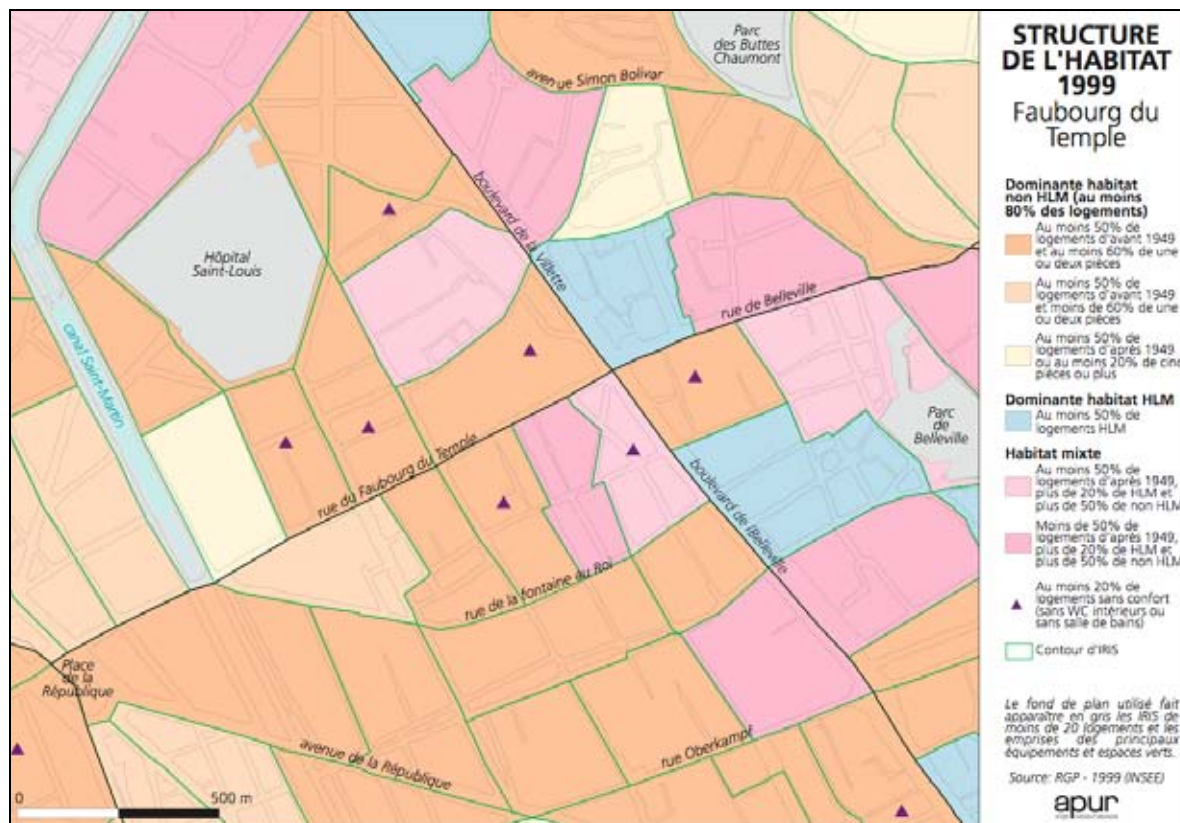 Parc
des Buttes
Chaumont
avenue Simon Bolivar
boulevard de la Villette
Hôpital
Saint-Louis
rue de Belleville
canal Saint-Martin
Parc
de
Belleville
rue du Faubourg du Temple
boulevard de Belleville
rue de la fontaine au Roi
Place
de la
République
avenue de la République
rue Oberkampf
0
500 m
STRUCTURE
DE L'HABITAT
1999
Faubourg du
Temple
Dominante habitat
non HLM (au moins
80% des logements)
Au moins 50% de
logements d'avant 1949
et au moins 60% de une
ou deux pièces
Au moins 50% de
logements d'avant 1949
et moins de 60% de une
ou deux pièces
Au moins 50% de
logements d'après 1949
ou au moins 20% de cinq
pièces ou plus
Dominante habitat HLM
Au moins 50% de
logements HLM
Habitat mixte
Au moins 50% de
logements d'après 1949,
plus de 20% de HLM et
plus de 50% de non HLM
Moins de 50% de
logements d'après 1949,
plus de 20% de HLM et
plus de 50% de non HLM
Au moins 20% de
logements sans confort
(sans WC intérieurs ou
sans salle de bains)
Contour d'IRIS
Le fond de plan utilisé fait
apparaître en gris les IRIS de
moins de 20 logements et les
emprises des principaux
équipements et espaces verts.
Source: RGP - 1999 (INSEE)
apur